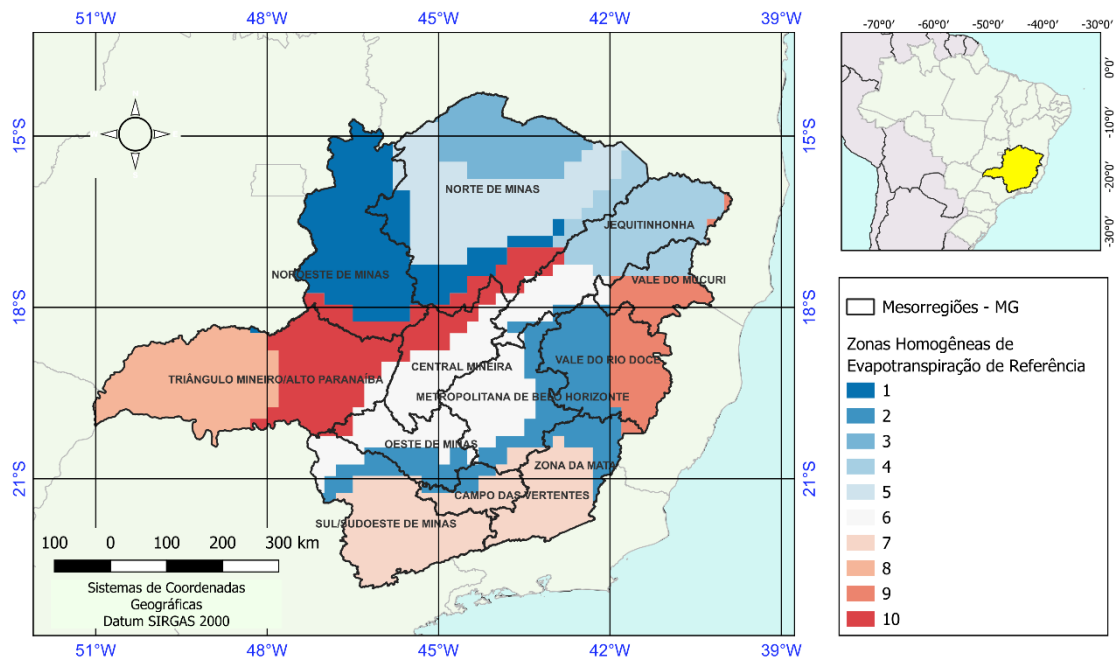 51°W 48°W 45°W 42°W 39°W
15°S 15°S
18°S 18°S
21°S 21°S
51°W 48°W 45°W 42°W 39°W
NORTE DE MINAS
JEQUITINHONHA
NOROESTE DE MINAS
VALE DO MUCURI
VALE DO RIO DOCE
CENTRAL MINEIRA
TRIÂNGULO MINEIRO/ALTO PARANAÍBA
METROPOLITANA DE BELO HORIZONTE
OESTE DE MINAS
ZONA DA MATA
CAMPO DAS VERTENTES
SUL/SUDOESTE DE MINAS
100 0 100 200 300 km
Sistemas de Coordenadas
Geográficas
Datum SIRGAS 2000
-70°0' -60°0' -50°0' -40°0' -30°0'
0°0'
-10°0'
-20°0'
-30°0'
Mesorregiões - MG
Zonas Homogêneas de
Evapotranspiração de Referência
1
2
3
4
5
6
7
8
9
10